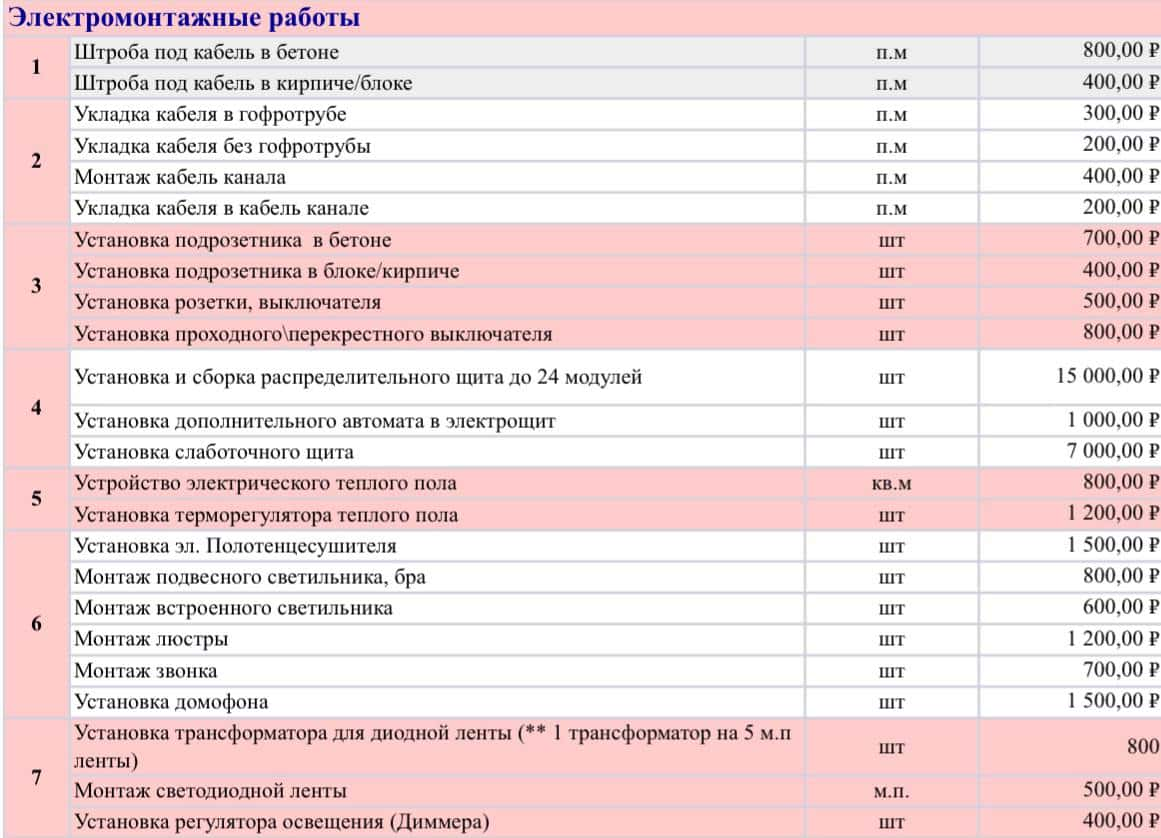 Электромонтажные работы
1
Штроба под кабель в бетоне п.м 800,00 ₽
Штроба под кабель в кирпиче/блоке п.м 400,00 ₽
2
Укладка кабеля в гофротрубе п.м 300,00 ₽
Укладка кабеля без гофротрубы п.м 200,00 ₽
Монтаж кабель канала п.м 400,00 ₽
Укладка кабеля в кабель канале п.м 200,00 ₽
3
Установка подрозетника в бетоне шт 700,00 ₽
Установка подрозетника в блоке/кирпиче шт 400,00 ₽
Установка розетки, выключателя шт 500,00 ₽
Установка проходного\перекрестного выключателя шт 800,00 ₽
4
Установка и сборка распределительного щита до 24 модулей шт 15 000,00 ₽
Установка дополнительного автомата в электрощит шт 1 000,00 ₽
Установка слаботочного щита шт 7 000,00 ₽
5
Устройство электрического теплого пола кв.м 800,00 ₽
Установка терморегулятора теплого пола шт 1 200,00 ₽
6
Установка эл. Полотенцесушителя шт 1 500,00 ₽
Монтаж подвесного светильника, бра шт 800,00 ₽
Монтаж встроенного светильника шт 600,00 ₽
Монтаж люстры шт 1 200,00 ₽
Монтаж звонка шт 700,00 ₽
Установка домофона шт 1 500,00 ₽
7
Установка трансформатора для диодной ленты (** 1 трансформатор на 5 м.п
ленты) шт 800
Монтаж светодиодной ленты м.п. 500,00 ₽
Установка регулятора освещения (Диммера) шт 400,00 ₽